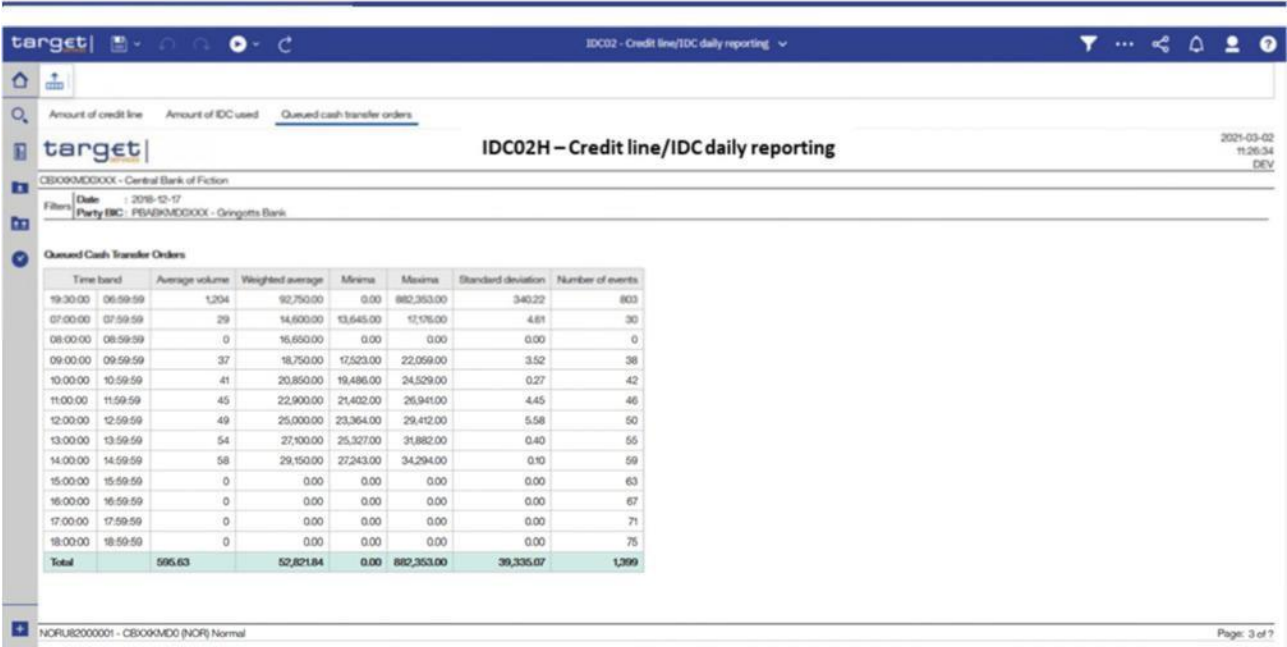 target|
IDC02 - Credit line/IDC daily reporting
Amount of credit line Amount of IDC used Queued cash transfer orders
target|
services
IDC02H – Credit line/IDC daily reporting
2021-03-02
11:26:34
DEV
- Central Bank of Fiction
Filters Date : 2016-12-17
Party BIC : - Gringotts Bank
Queued Cash Transfer Orders
Time band Average volume Weighted average Minima Maxima Standard deviation Number of events
19:30:00 06:59:59 1,204 92,750.00 0.00 882,353.00 340.22 803
07:00:00 07:59:59 29 14,600.00 13,645.00 17,176.00 4.61 30
08:00:00 08:59:59 0 16,650.00 0.00 0.00 0.00 0
09:00:00 09:59:59 37 18,750.00 17,523.00 22,059.00 3.52 38
10:00:00 10:59:59 41 20,850.00 19,486.00 24,529.00 0.27 42
11:00:00 11:59:59 45 22,900.00 21,402.00 26,941.00 4.45 46
12:00:00 12:59:59 49 25,000.00 23,364.00 29,412.00 5.58 50
13:00:00 13:59:59 54 27,100.00 25,327.00 31,882.00 0.40 55
14:00:00 14:59:59 58 29,150.00 27,243.00 34,294.00 0.10 59
15:00:00 15:59:59 0 0.00 0.00 0.00 0.00 63
16:00:00 16:59:59 0 0.00 0.00 0.00 0.00 67
17:00:00 17:59:59 0 0.00 0.00 0.00 0.00 71
18:00:00 18:59:59 0 0.00 0.00 0.00 0.00 75
Total 595.63 52,821.84 0.00 882,353.00 39,335.07 1,399
NORU82000001 - (NOR) Normal
Page: 3 of ?